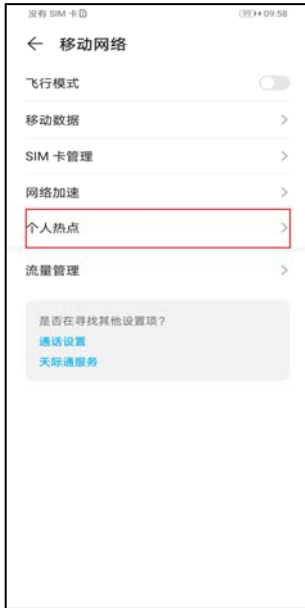 没有 SIM 卡
99 09:58
移动网络
飞行模式
移动数据
SIM 卡管理
网络加速
个人热点
流量管理
是否在寻找其他设置项？
通话设置
天际通服务